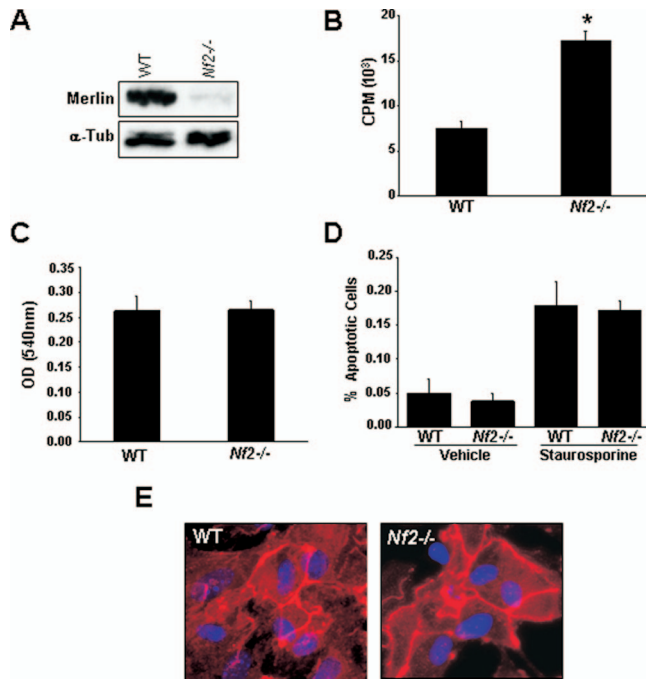 A
WT
Nf2-/-
Merlin
α-Tub
B
CPM (10³)
20
15
10
5
0
*
WT
Nf2-/-
C
OD (540nm)
0.35
0.30
0.25
0.20
0.15
0.10
0.05
0.00
WT
Nf2-/-
D
% Apoptotic Cells
0.25
0.20
0.15
0.10
0.05
0.00
WT
Nf2-/-
WT
Nf2-/-
Vehicle
Staurosporine
E
WT
Nf2-/-